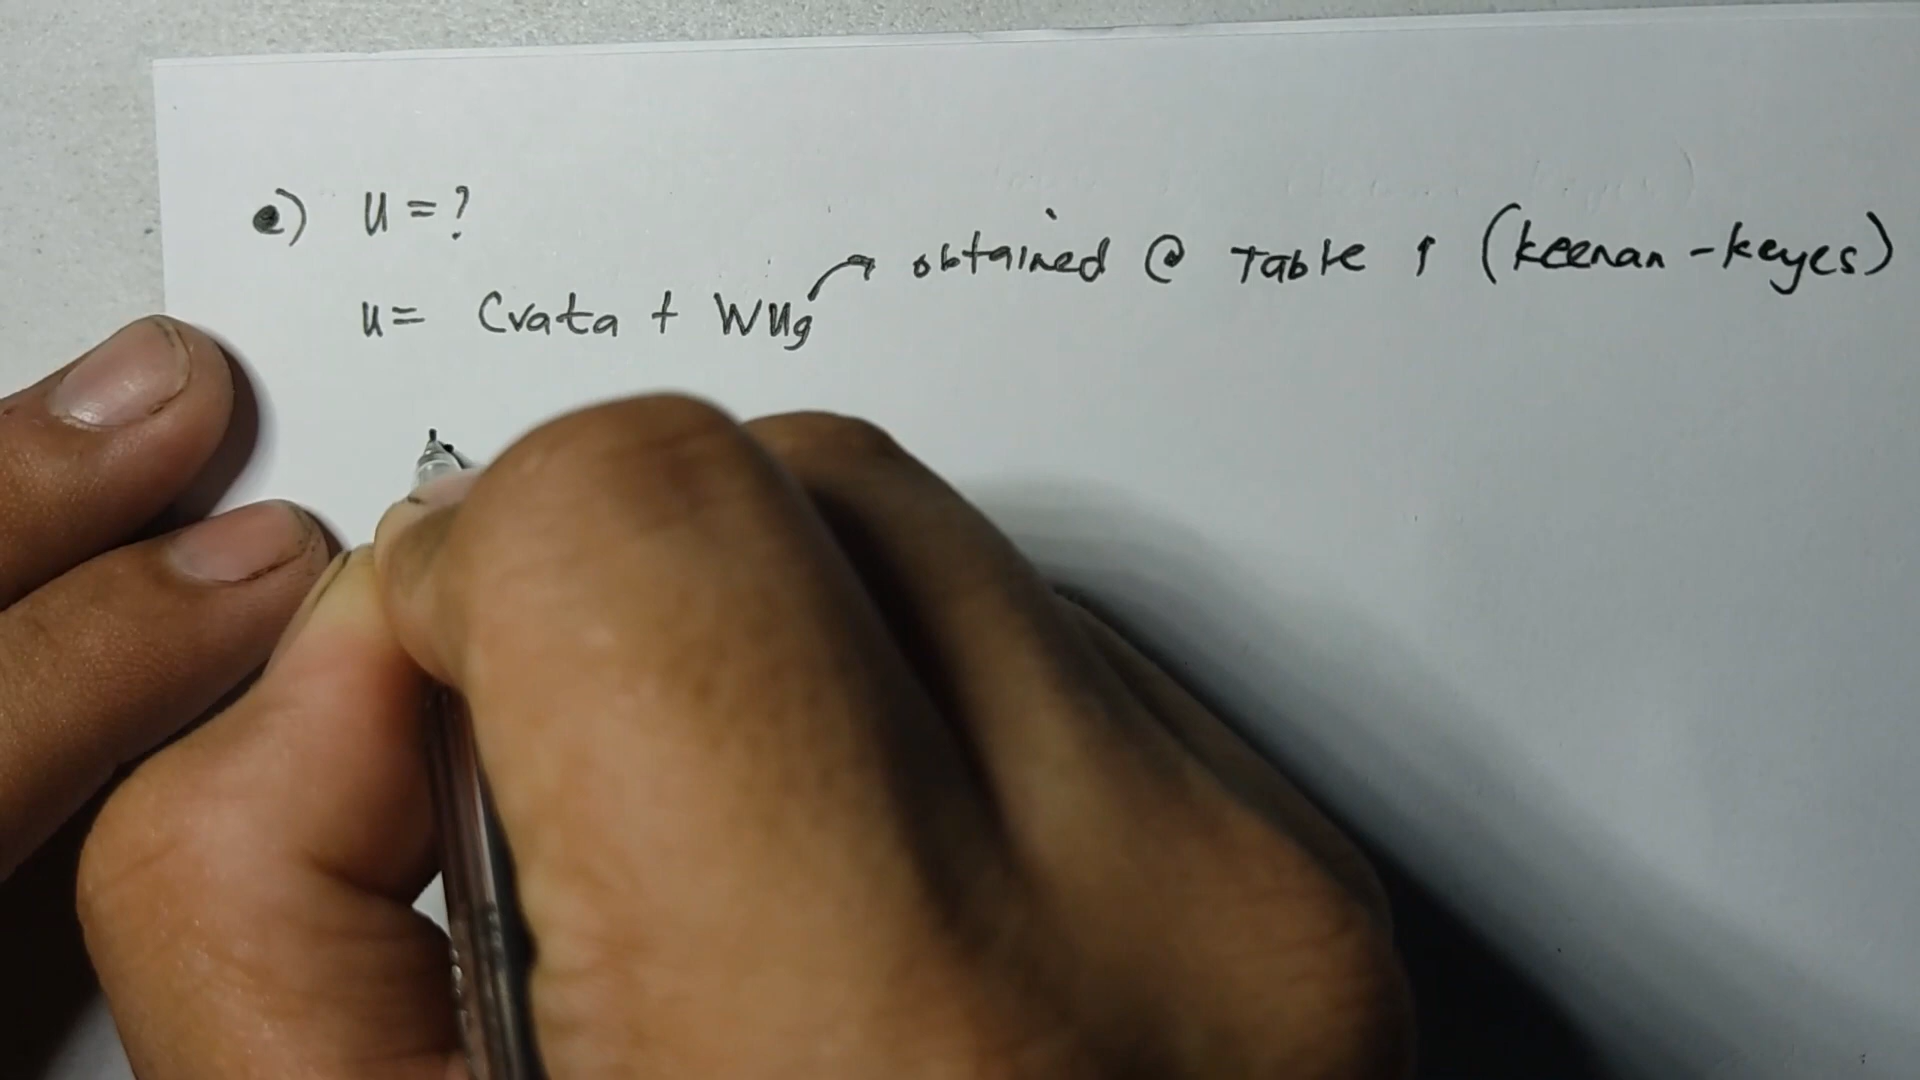 e) u = ?
u = Cvata + Wug → obtained @ Table 1 (keenan-keyes)